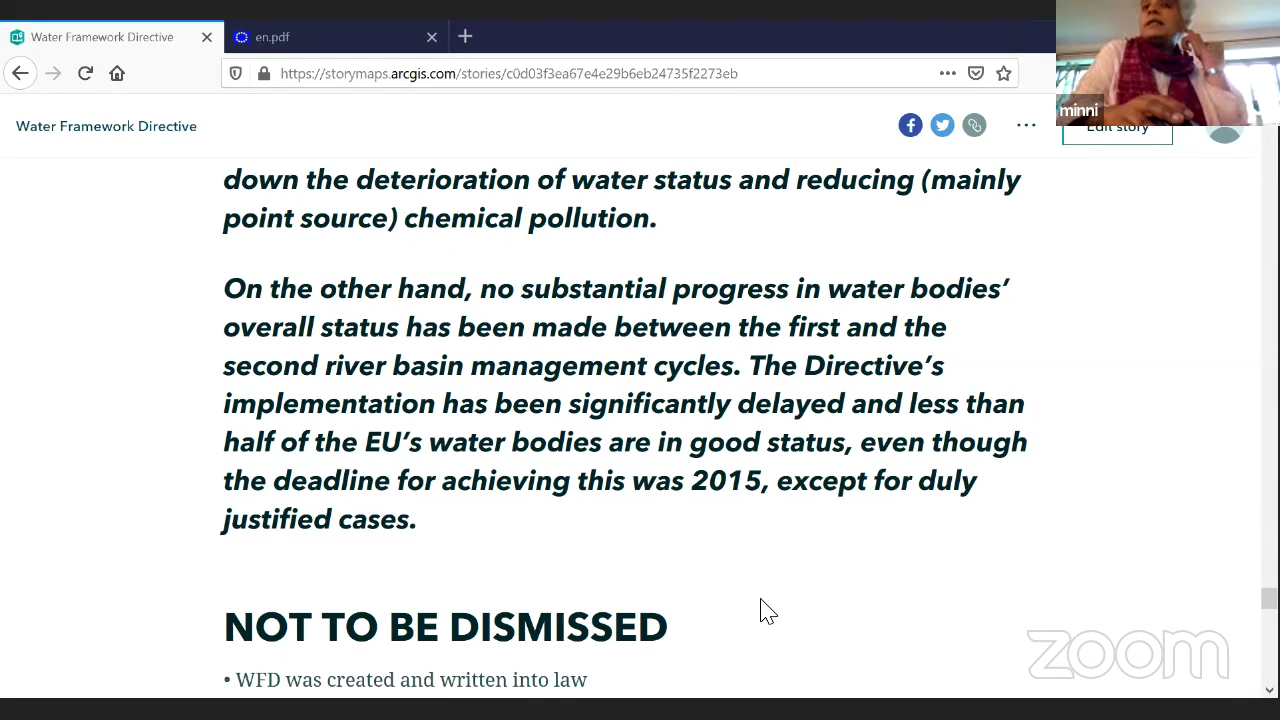 Water Framework Directive
en.pdf
https://storymaps.arcgis.com/stories/c0d03f3ea67e4e29b6eb24735f2273eb
minni
Water Framework Directive
Edit story
down the deterioration of water status and reducing (mainly
point source) chemical pollution.
On the other hand, no substantial progress in water bodies’
overall status has been made between the first and the
second river basin management cycles. The Directive’s
implementation has been significantly delayed and less than
half of the EU’s water bodies are in good status, even though
the deadline for achieving this was 2015, except for duly
justified cases.
NOT TO BE DISMISSED
• WFD was created and written into law
zoom